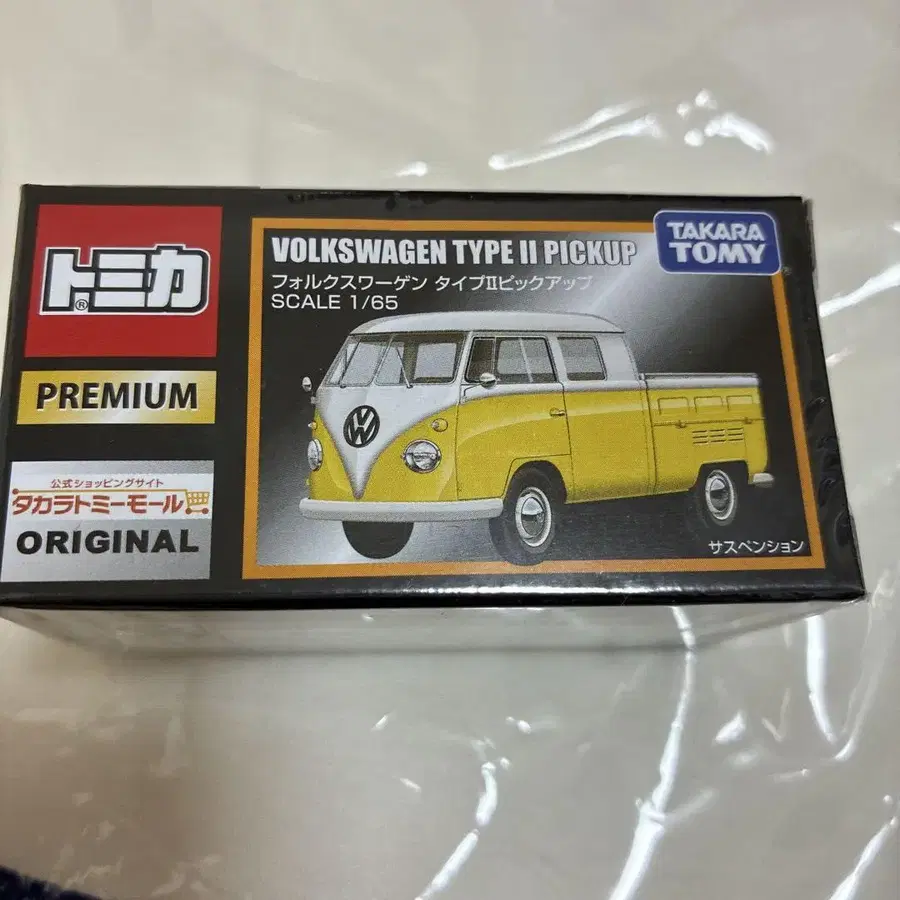 トミカ®
PREMIUM
公式ショッピングサイト
タカラトミーモール
ORIGINAL
VOLKSWAGEN TYPE II PICKUP
フォルクスワーゲン タイプIIピックアップ
SCALE 1/65
TAKARA
TOMY
VW
サスペンション